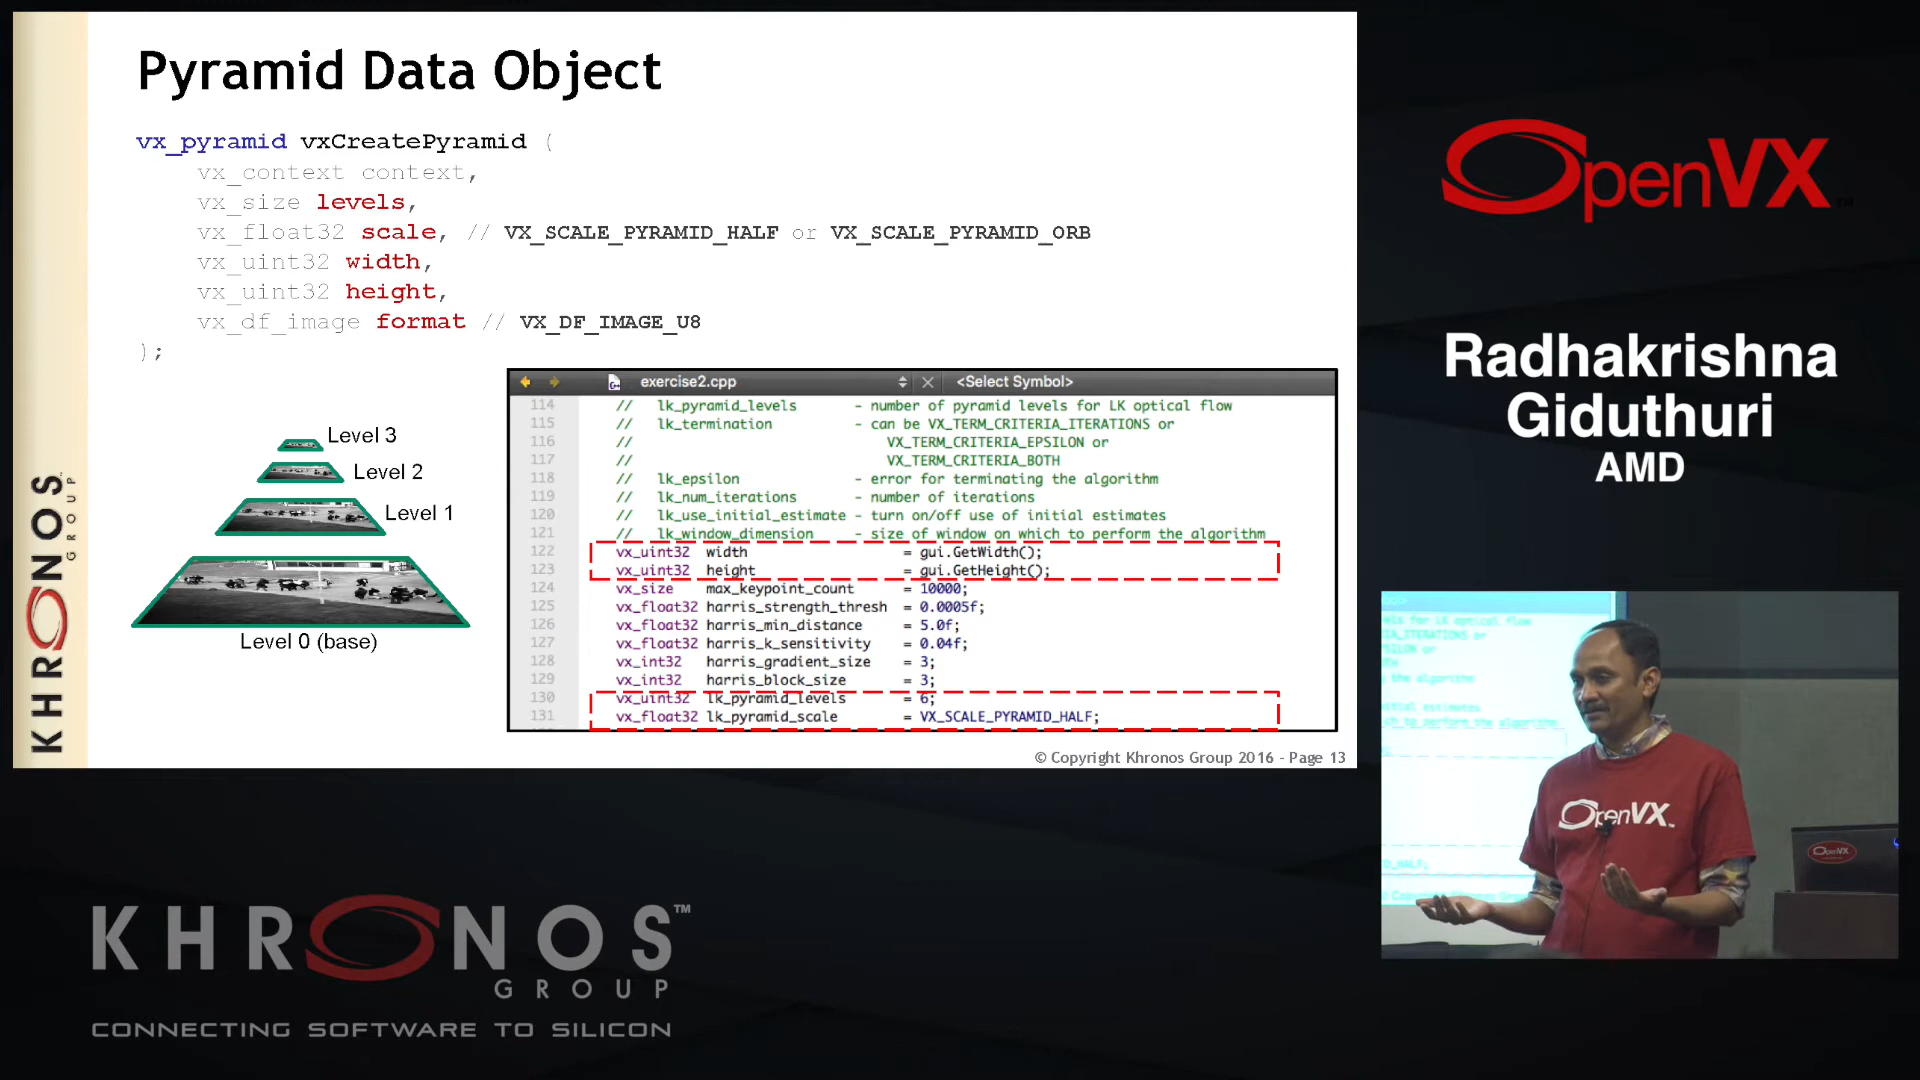 Pyramid Data Object
vx_pyramid vxCreatePyramid (
vx_context context,
vx_size levels,
vx_float32 scale, // VX_SCALE_PYRAMID_HALF or VX_SCALE_PYRAMID_ORB
vx_uint32 width,
vx_uint32 height,
vx_df_image format // VX_DF_IMAGE_U8
);
Level 3
Level 2
Level 1
Level 0 (base)
exercise2.cpp <Select Symbol>
114 // lk_pyramid_levels - number of pyramid levels for LK optical flow
115 // lk_termination - can be VX_TERM_CRITERIA_ITERATIONS or
116 // VX_TERM_CRITERIA_EPSILON or
117 // VX_TERM_CRITERIA_BOTH
118 // lk_epsilon - error for terminating the algorithm
119 // lk_num_iterations - number of iterations
120 // lk_use_initial_estimate - turn on/off use of initial estimates
121 // lk_window_dimension - size of window on which to perform the algorithm
122 vx_uint32 width = gui.GetWidth();
123 vx_uint32 height = gui.GetHeight();
124 vx_size max_keypoint_count = 10000;
125 vx_float32 harris_strength_thresh = 0.0005f;
126 vx_float32 harris_min_distance = 5.0f;
127 vx_float32 harris_k_sensitivity = 0.04f;
128 vx_int32 harris_gradient_size = 3;
129 vx_int32 harris_block_size = 3;
130 vx_uint32 lk_pyramid_levels = 6;
131 vx_float32 lk_pyramid_scale = VX_SCALE_PYRAMID_HALF;
© Copyright Khronos Group 2016 - Page 13
KHRONOS
GROUP
OpenVX™
Radhakrishna
Giduthuri
AMD
OpenVX™
OpenVX
KHRONOS™
GROUP
CONNECTING SOFTWARE TO SILICON